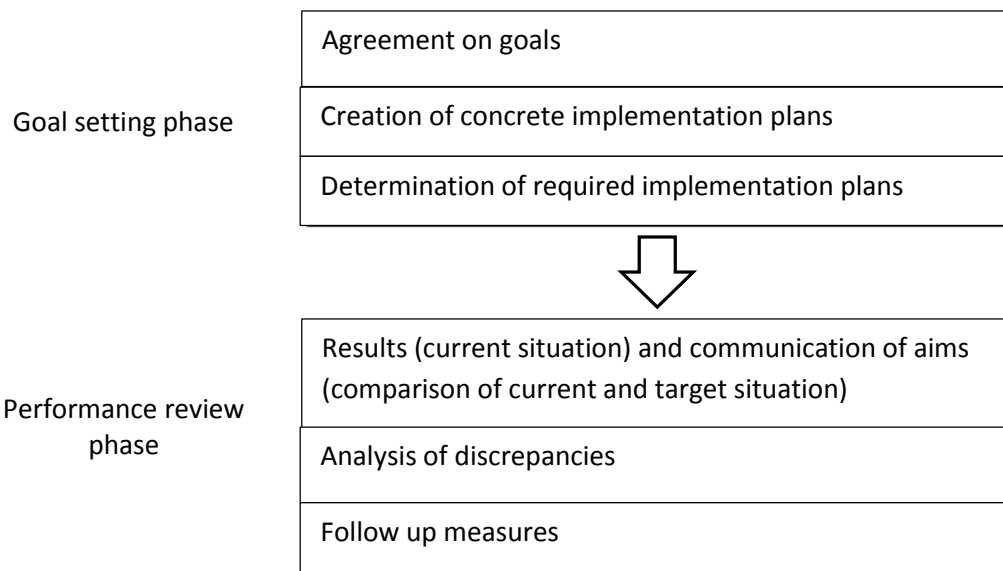 Agreement on goals
Goal setting phase
Creation of concrete implementation plans
Determination of required implementation plans
Results (current situation) and communication of aims
(comparison of current and target situation)
Performance review
phase
Analysis of discrepancies
Follow up measures